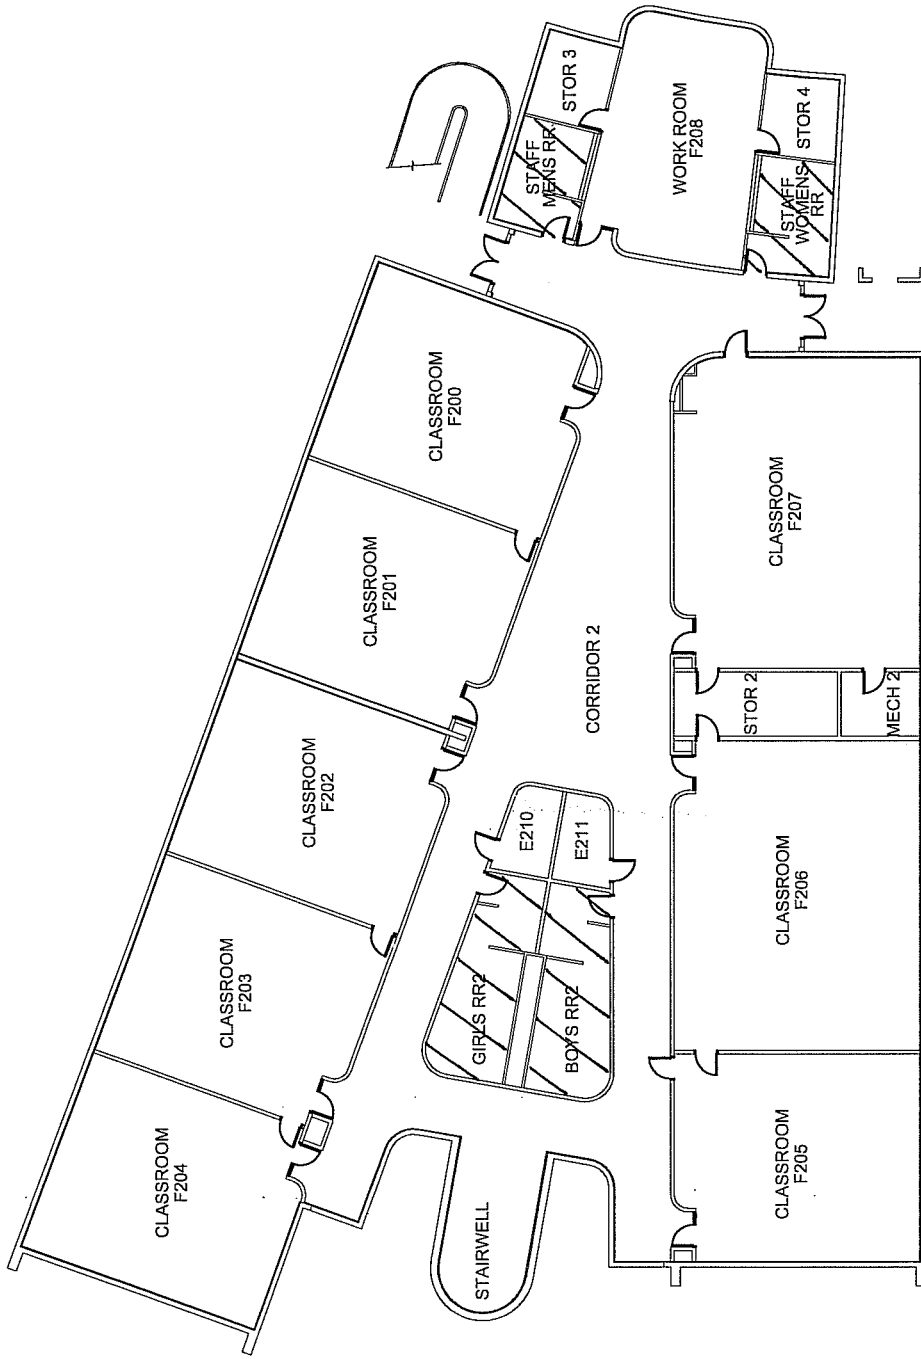 STOR 3
STAFF
MENS RR
WORK ROOM
F208
STOR 4
STAFF
WOMENS
RR
CLASSROOM
F200
CLASSROOM
F201
CLASSROOM
F202
CLASSROOM
F203
CLASSROOM
F204
CORRIDOR 2
CLASSROOM
F207
STOR 2
MECH 2
E210
E211
GIRLS RR2
BOYS RR2
CLASSROOM
F206
STAIRWELL
CLASSROOM
F205